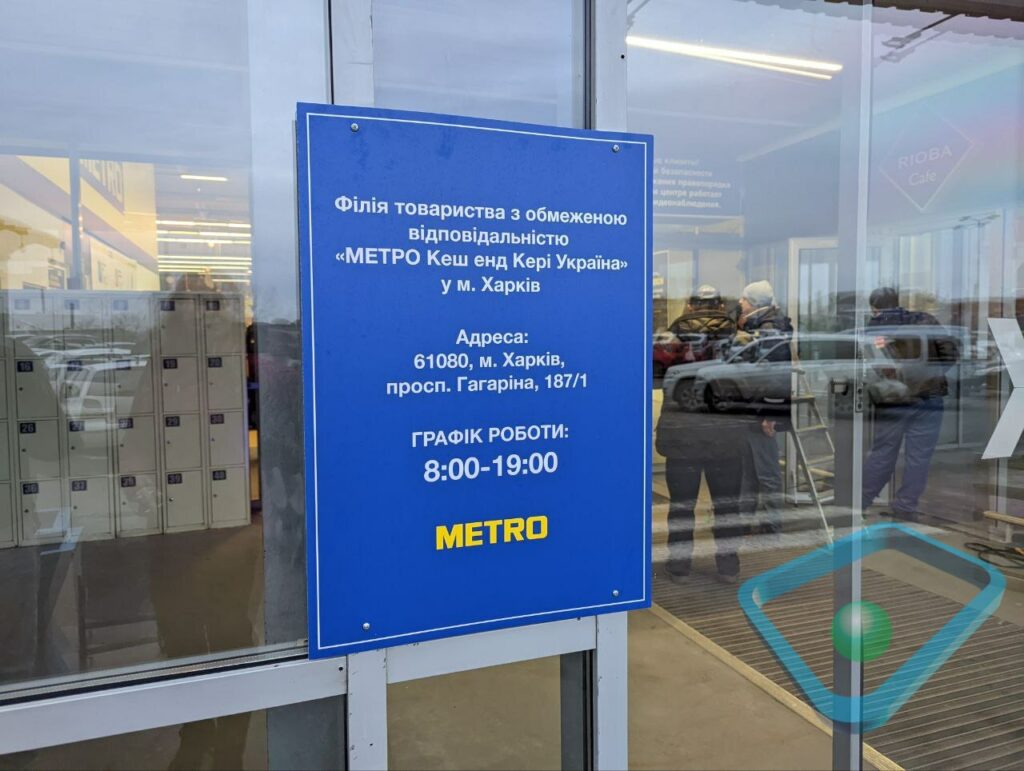 Філія товариства з обмеженою
відповідальністю
«МЕТРО Кеш енд Кері Україна»
у м. Харків
Адреса:
61080, м. Харків,
просп. Гагаріна, 187/1
ГРАФІК РОБОТИ:
8:00-19:00
METRO
METRO
RIOBA
Cafe